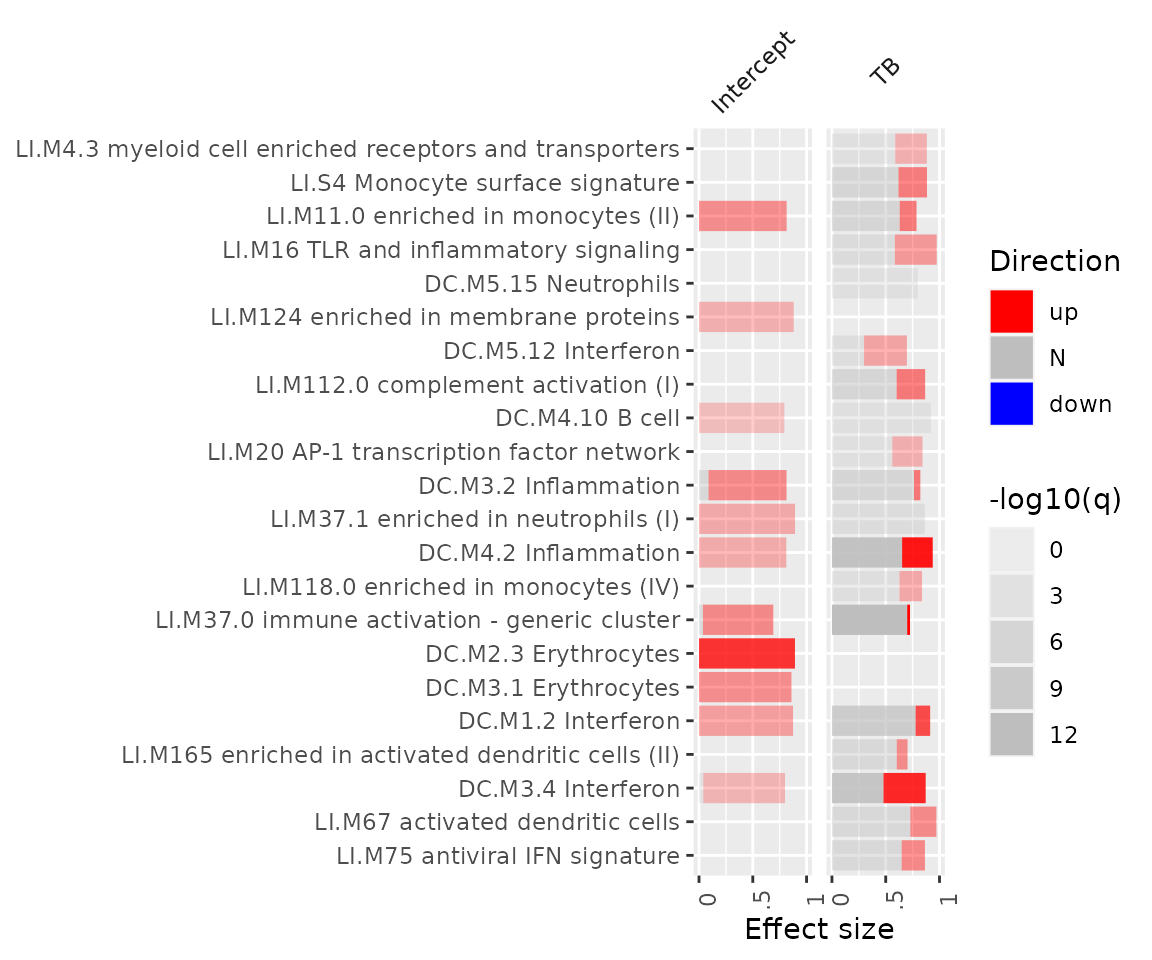 Intercept
TB
LI.M4.3 myeloid cell enriched receptors and transporters
LI.S4 Monocyte surface signature
LI.M11.0 enriched in monocytes (II)
LI.M16 TLR and inflammatory signaling
DC.M5.15 Neutrophils
LI.M124 enriched in membrane proteins
DC.M5.12 Interferon
LI.M112.0 complement activation (I)
DC.M4.10 B cell
LI.M20 AP-1 transcription factor network
DC.M3.2 Inflammation
LI.M37.1 enriched in neutrophils (I)
DC.M4.2 Inflammation
LI.M118.0 enriched in monocytes (IV)
LI.M37.0 immune activation - generic cluster
DC.M2.3 Erythrocytes
DC.M3.1 Erythrocytes
DC.M1.2 Interferon
LI.M165 enriched in activated dendritic cells (II)
DC.M3.4 Interferon
LI.M67 activated dendritic cells
LI.M75 antiviral IFN signature
0 .5 1 0 .5 1
Effect size
Direction
up
N
down
-log10(q)
0
3
6
9
12